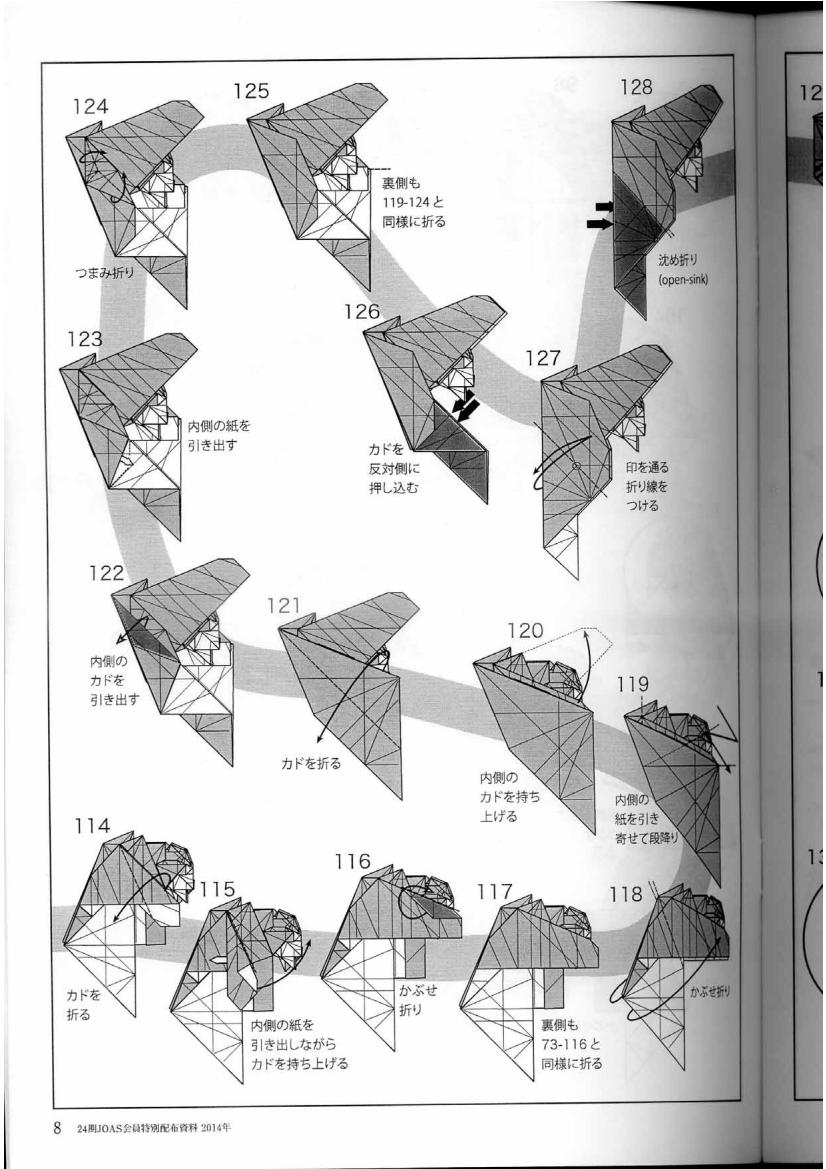 124
つまみ折り
125
裏側も
119-124と
同様に折る
128
沈め折り
(open-sink)
12
123
内側の紙を
引き出す
126
カドを
反対側に
押し込む
127
印を通る
折り線を
つける
122
内側の
カドを
引き出す
121
カドを折る
120
内側の
カドを持ち
上げる
119
内側の
紙を引き
寄せて段降り
114
カドを
折る
115
内側の紙を
引き出しながら
カドを持ち上げる
116
かぶせ
折り
117
裏側も
73-116と
同様に折る
118
かぶせ折り
1
13
8 24期JOAS会員特別配布資料 2014年